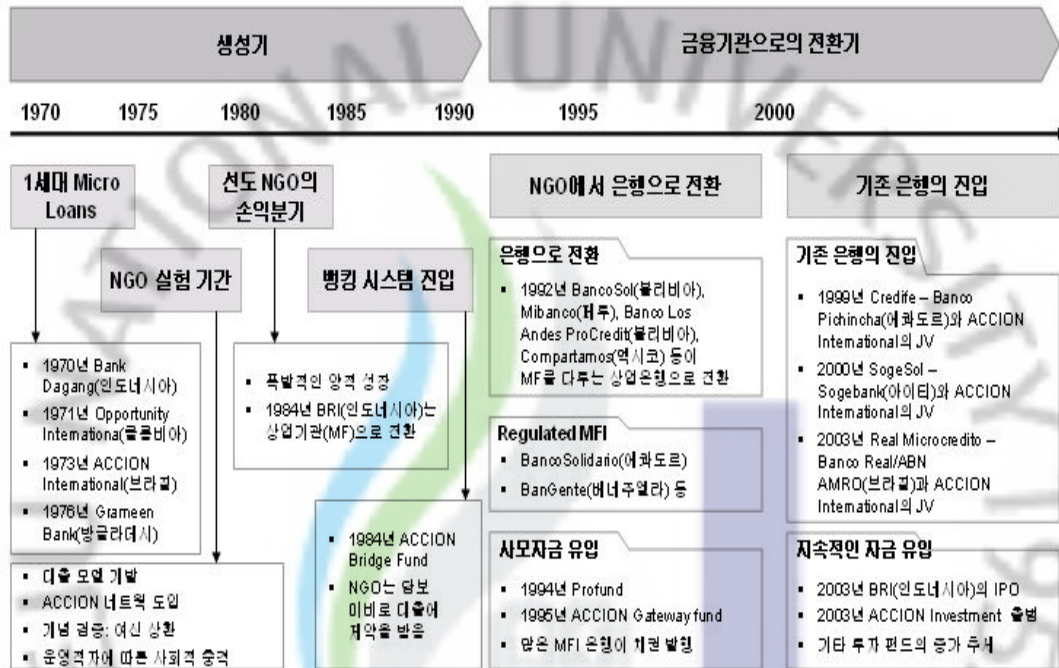 생성기
금융기관으로의 전환기
1970 1975 1980 1985 1990 1995 2000
1세대 Micro
Loans
NGO 실험 기간
선도 NGO의
손익분기
뱅킹 시스템 진입
NGO에서 은행으로 전환
기존 은행의 진입
▪ 1970년 Bank
Dagang(인도네시아)
▪ 1971년 Opportunity
Internationa(콜롬비아)
▪ 1973년 ACCION
International(브라질)
▪ 1976년 Grameen
Bank(방글라데시)
▪ 대출 모델 개발
▪ ACCION 네트웍 도입
▪ 개념 검증: 여신 상환
▪ 운영적자에 따른 사회적 충격
▪ 폭발적인 양적 성장
▪ 1984년 BRI(인도네시아)는
상업기관(MF)으로 전환
▪ 1984년 ACCION
Bridge Fund
▪ NGO는 담보
미비로 대출에
제약을 받음
은행으로 전환
▪ 1992년 BancoSol(볼리비아),
Mibanco(페루), Banco Los
Andes ProCredit(볼리비아),
Compartamos(멕시코) 등이
MF를 다루는 상업은행으로 전환
Regulated MFI
▪ BancoSolidario(에콰도르)
▪ BanGente(베네주엘라) 등
사모자금 유입
▪ 1994년 Profund
▪ 1995년 ACCION Gateway fund
▪ 많은 MFI 은행이 채권 발행
기존 은행의 진입
▪ 1999년 Credife – Banco
Pichincha(에콰도르)와 ACCION
International의 JV
▪ 2000년 SogeSol –
Sogebank(아이티)와 ACCION
International의 JV
▪ 2003년 Real Microcredito –
Banco Real/ABN
AMRO(브라질)과 ACCION
International의 JV
지속적인 자금 유입
▪ 2003년 BRI(인도네시아)의 IPO
▪ 2003년 ACCION Investment 출범
▪ 기타 투자 펀드의 증가 추세
NATIONAL UNIVERSITY